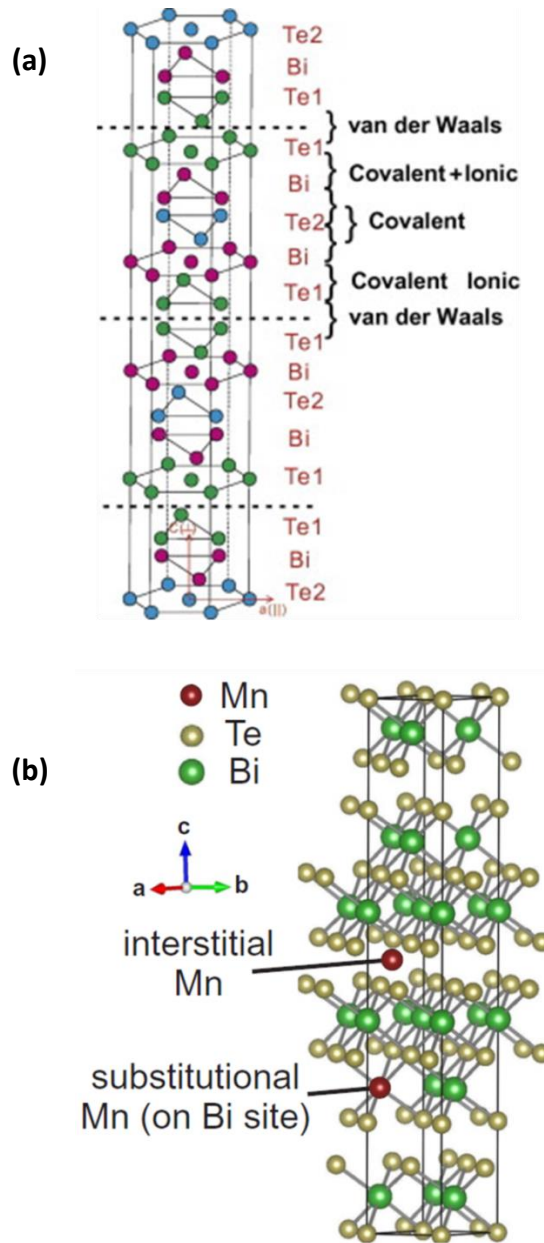 (a)
Te2
Bi
Te1
van der Waals
Te1
Covalent+Ionic
Bi
Te2
Covalent
Bi
Covalent Ionic
Te1
van der Waals
Te1
Bi
Te2
Bi
Te1
Te1
C(⊥)
Bi
Te2
a(||)
Mn
Te
Bi
(b)
c
a
b
interstitial
Mn
substitutional
Mn (on Bi site)